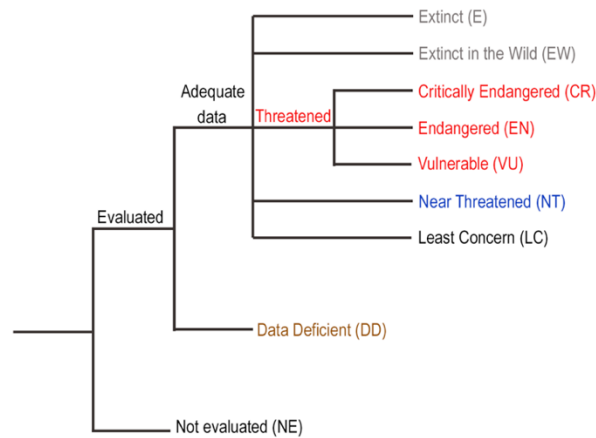 Extinct (E)
Extinct in the Wild (EW)
Adequate
data
Threatened
Critically Endangered (CR)
Endangered (EN)
Vulnerable (VU)
Near Threatened (NT)
Evaluated
Least Concern (LC)
Data Deficient (DD)
Not evaluated (NE)